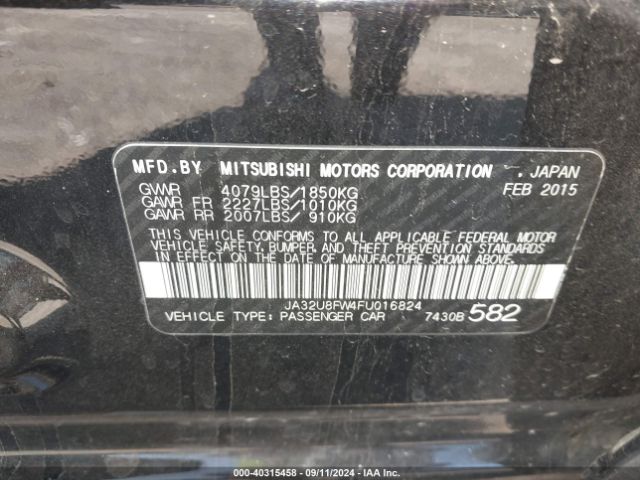 MFD.BY MITSUBISHI MOTORS CORPORATION JAPAN
GVWR 4079LBS/1850KG FEB 2015
GAWR FR 2227LBS/1010KG
GAWR RR 2007LBS/ 910KG
THIS VEHICLE CONFORMS TO ALL APPLICABLE FEDERAL MOTOR
VEHICLE SAFETY, BUMPER, AND THEFT PREVENTION STANDARDS
IN EFFECT ON THE DATE OF MANUFACTURE SHOWN ABOVE.
JA32U8FW4FU016824
VEHICLE TYPE: PASSENGER CAR 7430B 582
000-40315458 - 09/11/2024 - IAA Inc.